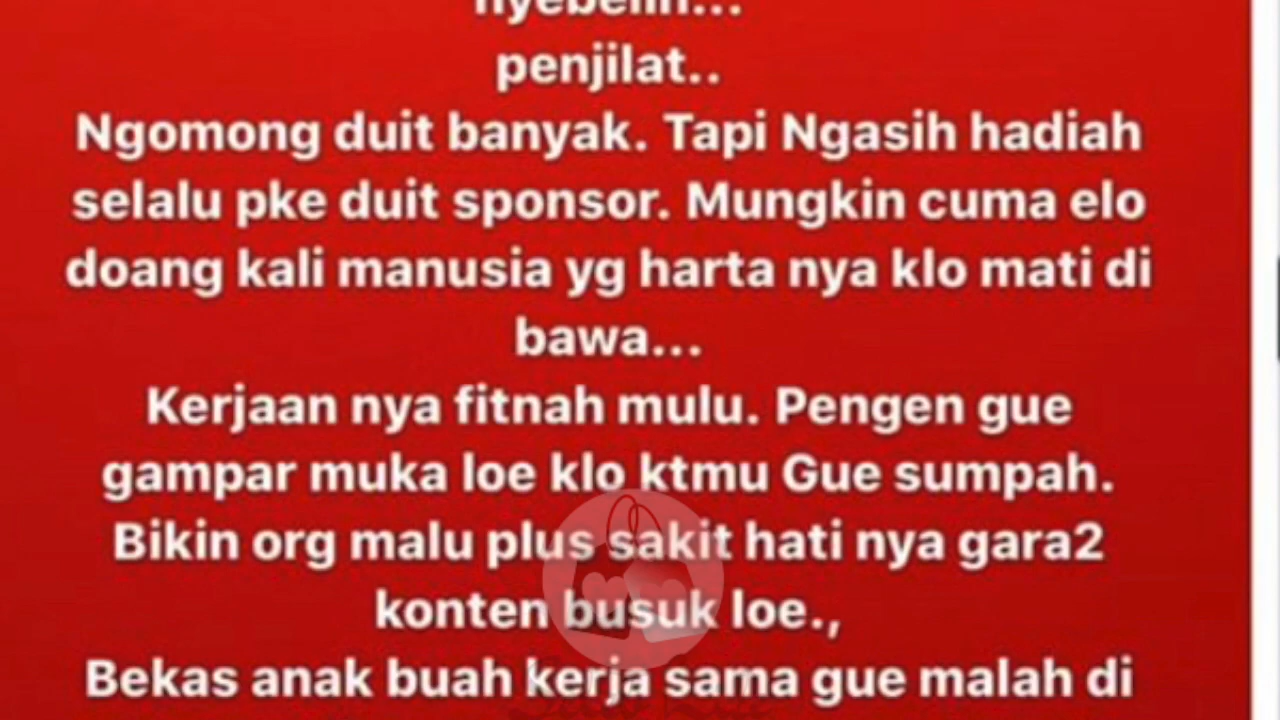 nyebelin...
penjilat..
Ngomong duit banyak. Tapi Ngasih hadiah
selalu pke duit sponsor. Mungkin cuma elo
doang kali manusia yg harta nya klo mati di
bawa...
Kerjaan nya fitnah mulu. Pengen gue
gampar muka loe klo ktmu Gue sumpah.
Bikin org malu plus sakit hati nya gara2
konten busuk loe.,
Bekas anak buah kerja sama gue malah di